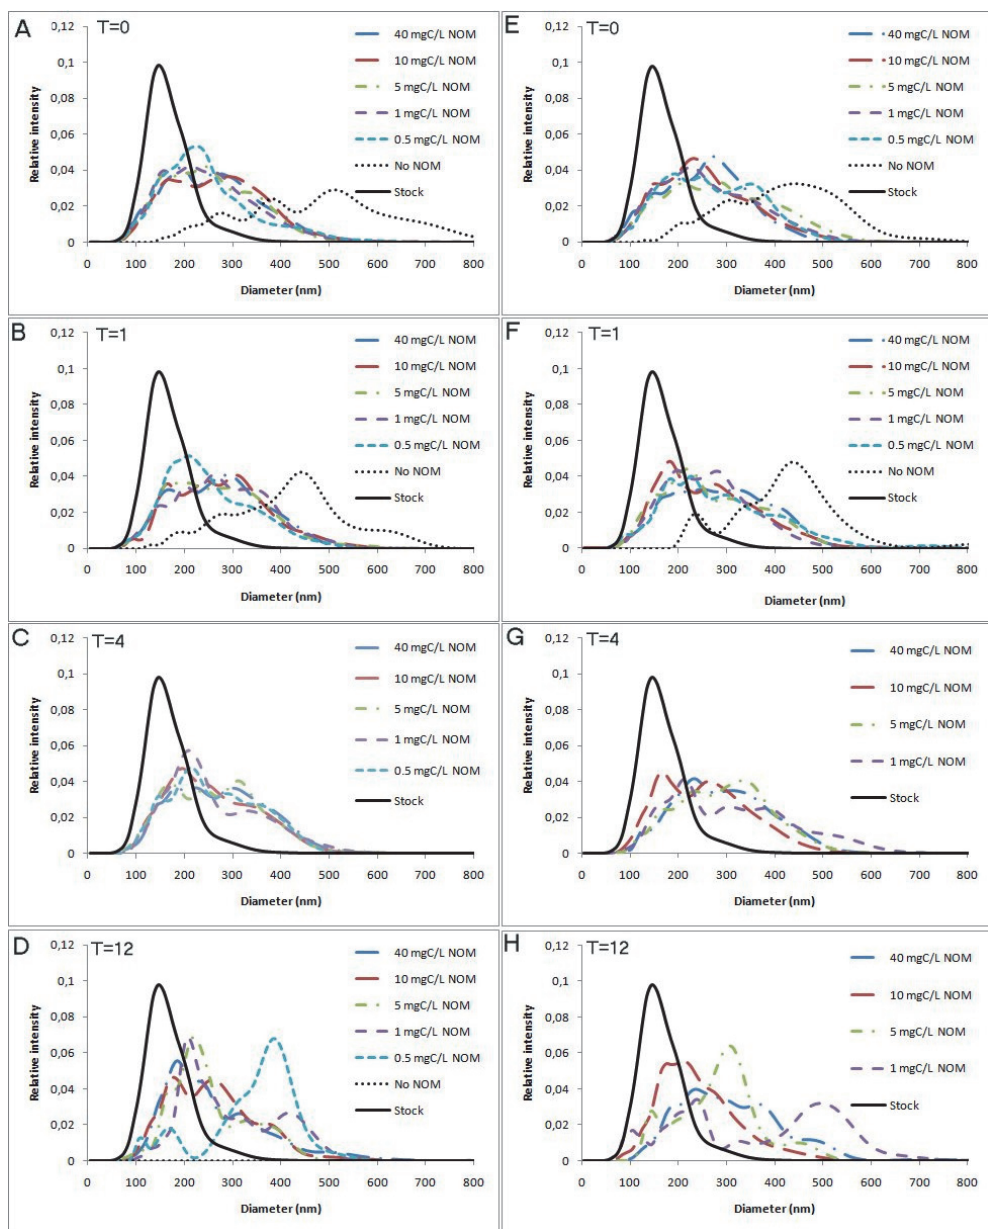 A T=0
0,12
0,1
0,08
0,06
0,04
0,02
0
Relative intensity
40 mgC/L NOM
10 mgC/L NOM
5 mgC/L NOM
1 mgC/L NOM
0.5 mgC/L NOM
No NOM
Stock
0 100 200 300 400 500 600 700 800
Diameter (nm)
E T=0
0,12
0,1
0,08
0,06
0,04
0,02
0
Relative intensity
40 mgC/L NOM
10 mgC/L NOM
5 mgC/L NOM
1 mgC/L NOM
0.5 mgC/L NOM
No NOM
Stock
0 100 200 300 400 500 600 700 800
Diameter (nm)
B T=1
0,12
0,1
0,08
0,06
0,04
0,02
0
Relative intensity
40 mgC/L NOM
10 mgC/L NOM
5 mgC/L NOM
1 mgC/L NOM
0.5 mgC/L NOM
No NOM
Stock
0 100 200 300 400 500 600 700 800
Diameter (nm)
F T=1
0,12
0,1
0,08
0,06
0,04
0,02
0
Relative intensity
40 mgC/L NOM
10 mgC/L NOM
5 mgC/L NOM
1 mgC/L NOM
0.5 mgC/L NOM
No NOM
Stock
0 100 200 300 400 500 600 700 800
Diameter (nm)
C T=4
0,12
0,1
0,08
0,06
0,04
0,02
0
Relative intensity
40 mgC/L NOM
10 mgC/L NOM
5 mgC/L NOM
1 mgC/L NOM
0.5 mgC/L NOM
Stock
0 100 200 300 400 500 600 700 800
Diameter (nm)
G T=4
0,12
0,1
0,08
0,06
0,04
0,02
0
Relative intensity
40 mgC/L NOM
10 mgC/L NOM
5 mgC/L NOM
1 mgC/L NOM
Stock
0 100 200 300 400 500 600 700 800
Diameter (nm)
D T=12
0,12
0,1
0,08
0,06
0,04
0,02
0
Relative intensity
40 mgC/L NOM
10 mgC/L NOM
5 mgC/L NOM
1 mgC/L NOM
0.5 mgC/L NOM
No NOM
Stock
0 100 200 300 400 500 600 700 800
Diameter (nm)
H T=12
0,12
0,1
0,08
0,06
0,04
0,02
0
Relative intensity
40 mgC/L NOM
10 mgC/L NOM
5 mgC/L NOM
1 mgC/L NOM
Stock
0 100 200 300 400 500 600 700 800
Diameter (nm)